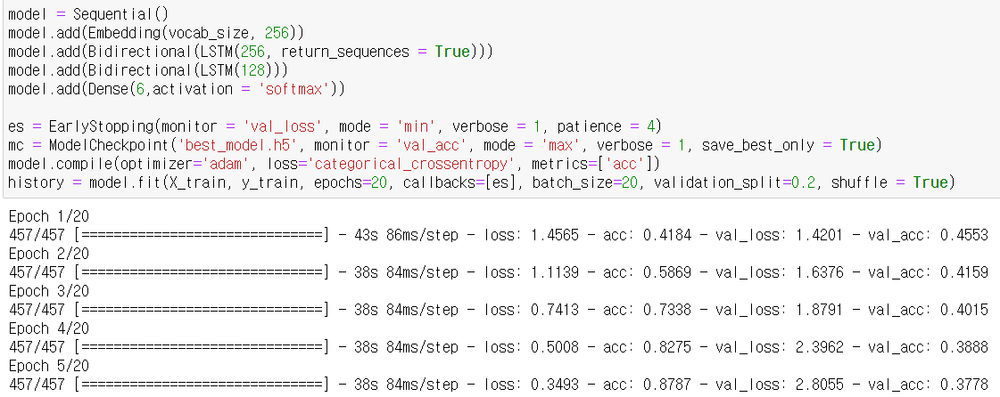 model = Sequential()
model.add(Embedding(vocab_size, 256))
model.add(Bidirectional(LSTM(256, return_sequences = True)))
model.add(Bidirectional(LSTM(128)))
model.add(Dense(6,activation = 'softmax'))
es = EarlyStopping(monitor = 'val_loss', mode = 'min', verbose = 1, patience = 4)
mc = ModelCheckpoint('best_model.h5', monitor = 'val_acc', mode = 'max', verbose = 1, save_best_only = True)
model.compile(optimizer='adam', loss='categorical_crossentropy', metrics=['acc'])
history = model.fit(X_train, y_train, epochs=20, callbacks=[es], batch_size=20, validation_split=0.2, shuffle = True)
Epoch 1/20
457/457 [==============================] - 43s 86ms/step - loss: 1.4565 - acc: 0.4184 - val_loss: 1.4201 - val_acc: 0.4553
Epoch 2/20
457/457 [==============================] - 38s 84ms/step - loss: 1.1139 - acc: 0.5869 - val_loss: 1.6376 - val_acc: 0.4159
Epoch 3/20
457/457 [==============================] - 38s 84ms/step - loss: 0.7413 - acc: 0.7338 - val_loss: 1.8791 - val_acc: 0.4015
Epoch 4/20
457/457 [==============================] - 38s 84ms/step - loss: 0.5008 - acc: 0.8275 - val_loss: 2.3962 - val_acc: 0.3888
Epoch 5/20
457/457 [==============================] - 38s 84ms/step - loss: 0.3493 - acc: 0.8787 - val_loss: 2.8055 - val_acc: 0.3778